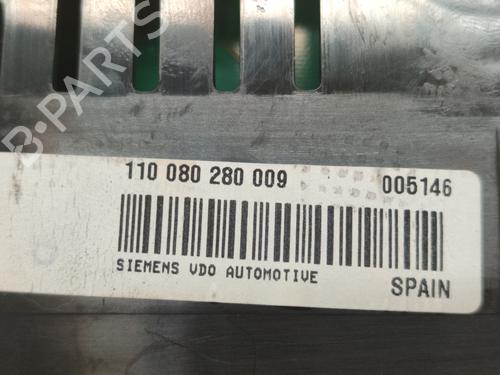 B-PARTS
110 080 280 009 005146
SIEMENS VDO AUTOMOTIVE SPAIN